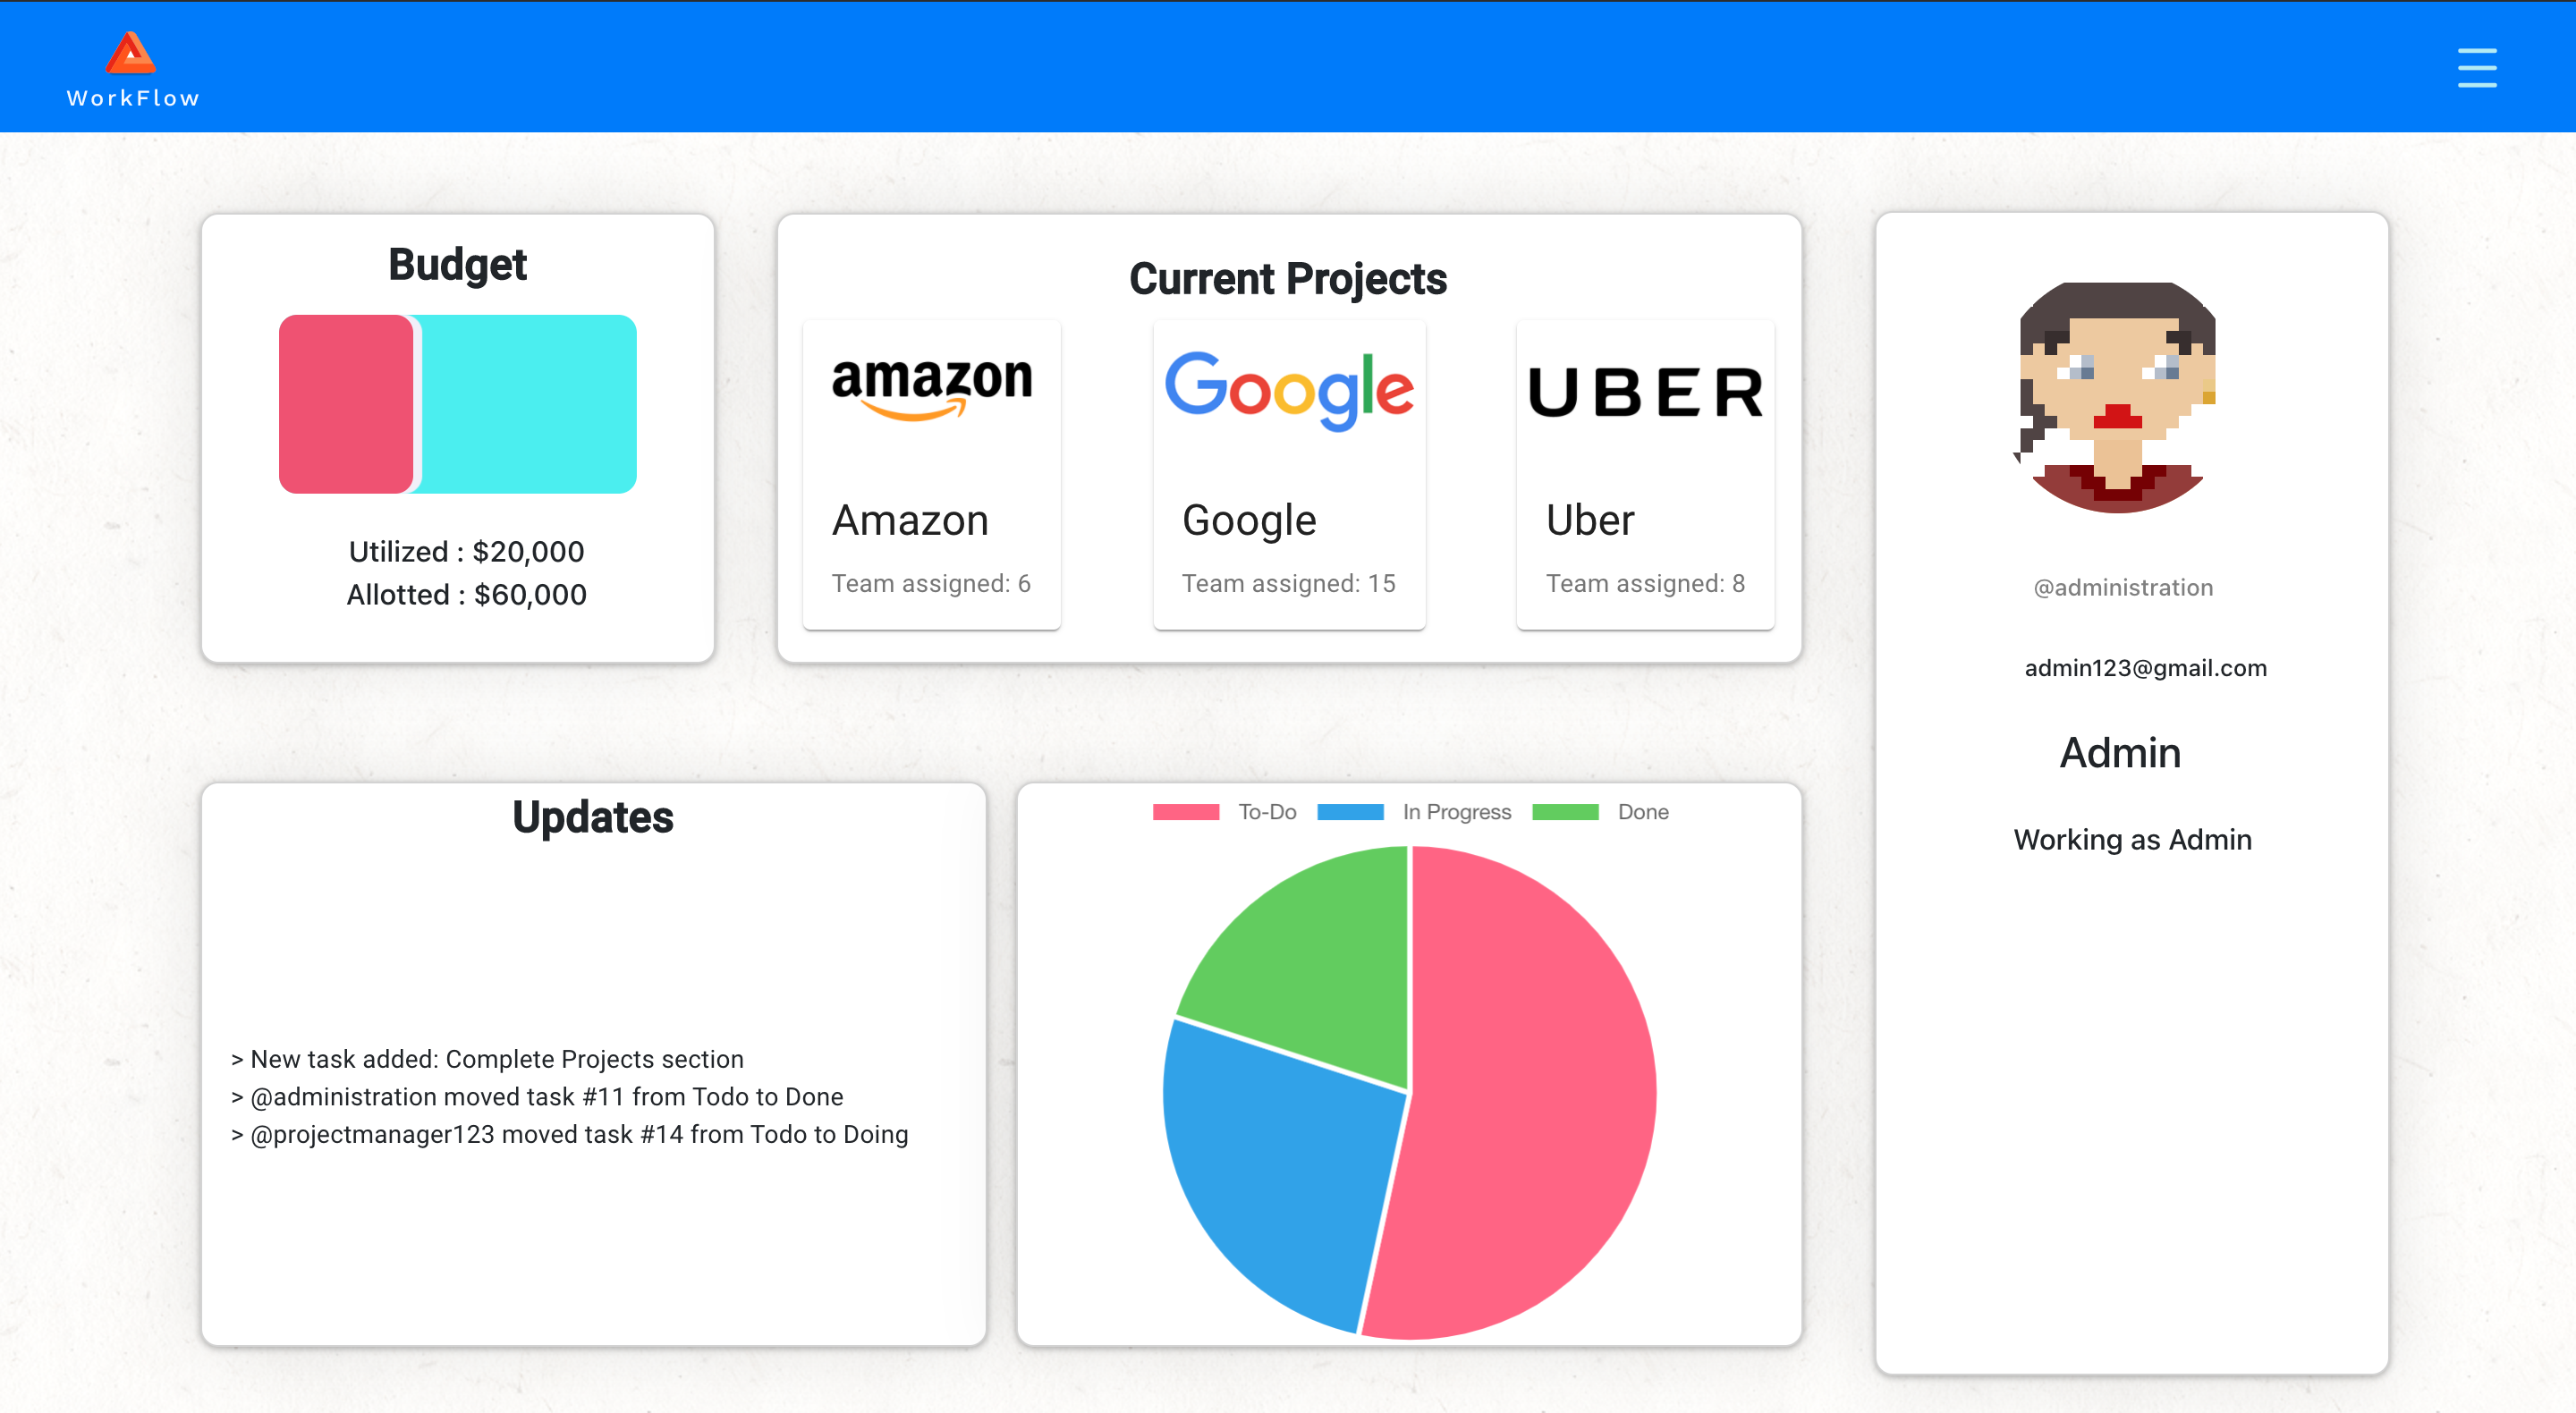 WorkFlow
Budget
Utilized : $20,000
Allotted : $60,000
Current Projects
amazon
Amazon
Team assigned: 6
Google
Google
Team assigned: 15
UBER
Uber
Team assigned: 8
@administration
admin123@gmail.com
Admin
Working as Admin
Updates
> New task added: Complete Projects section
> @administration moved task #11 from Todo to Done
> @projectmanager123 moved task #14 from Todo to Doing
To-Do In Progress Done